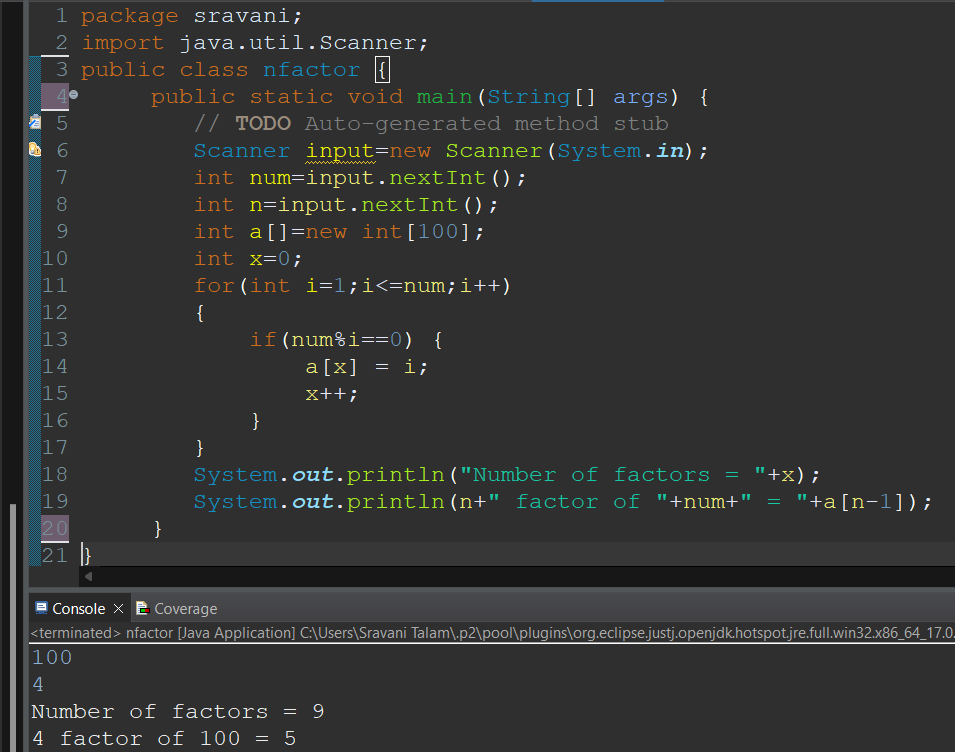 1 package sravani;
2 import java.util.Scanner;
3 public class nfactor {
4 public static void main(String[] args) {
5 // TODO Auto-generated method stub
6 Scanner input=new Scanner(System.in);
7 int num=input.nextInt();
8 int n=input.nextInt();
9 int a[]=new int[100];
10 int x=0;
11 for(int i=1;i<=num;i++)
12 {
13 if(num%i==0) {
14 a[x] = i;
15 x++;
16 }
17 }
18 System.out.println("Number of factors = "+x);
19 System.out.println(n+" factor of "+num+" = "+a[n-1]);
20 }
21 }
Console × Coverage
<terminated> nfactor [Java Application] C:\Users\Sravani Talam\.p2\pool\plugins\org.eclipse.justj.openjdk.hotspot.jre.full.win32.x86_64_17.0.
100
4
Number of factors = 9
4 factor of 100 = 5